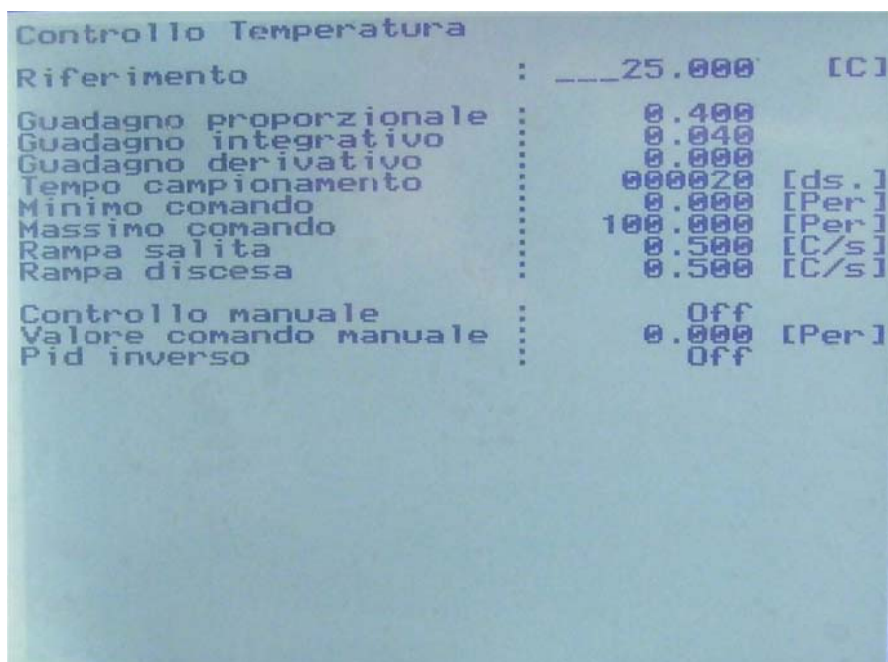 Controllo Temperatura
Riferimento : ___25.000 [C]
Guadagno proporzionale : 0.400
Guadagno integrativo : 0.040
Guadagno derivativo : 0.000
Tempo campionamento : 000020 [ds.]
Minimo comando : 0.000 [Per]
Massimo comando : 100.000 [Per]
Rampa salita : 0.500 [C/s]
Rampa discesa : 0.500 [C/s]
Controllo manuale : Off
Valore comando manuale : 0.000 [Per]
Pid inverso : Off